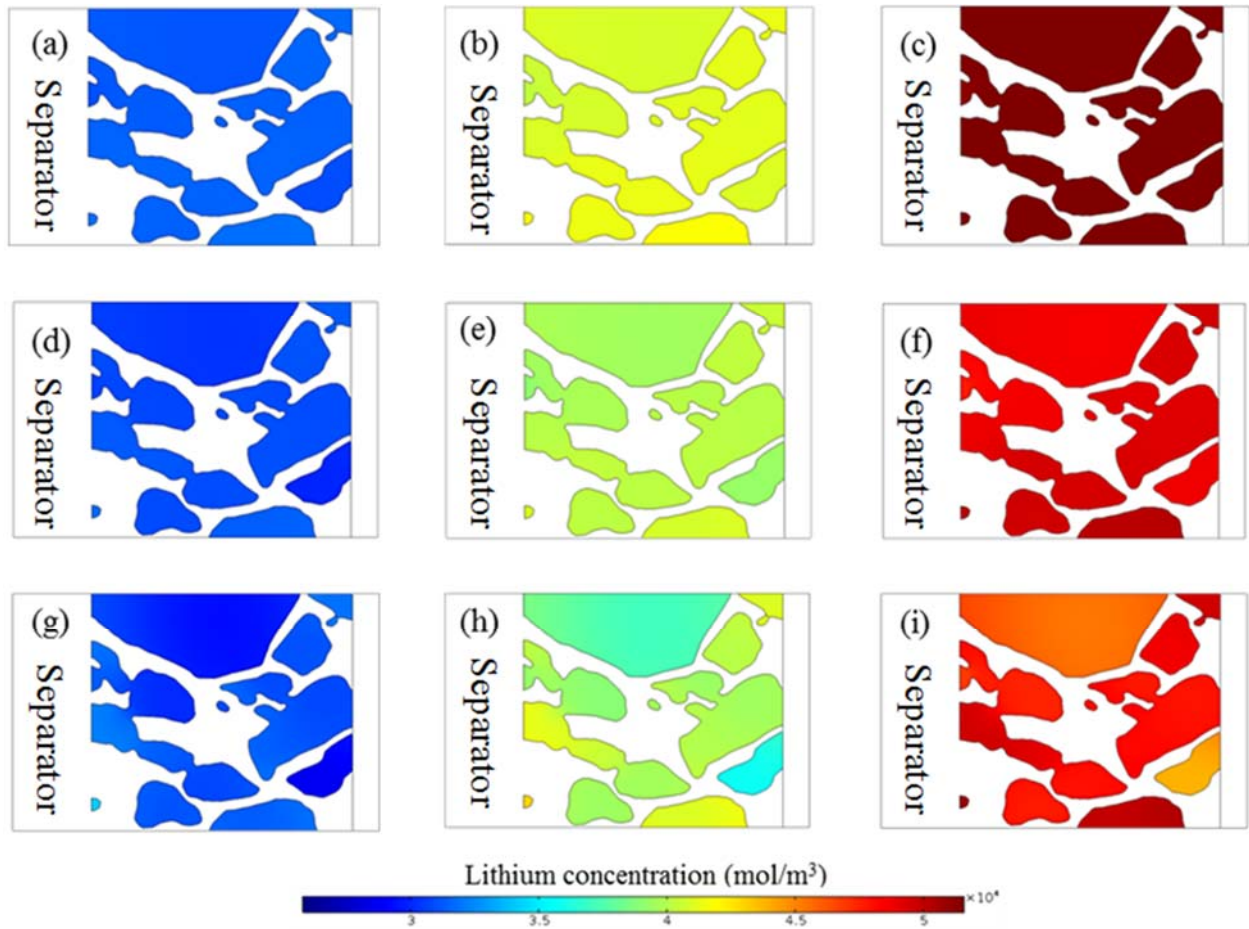 (a) (b) (c)
Separator Separator Separator
(d) (e) (f)
Separator Separator Separator
(g) (h) (i)
Separator Separator Separator
Lithium concentration (mol/m³)
×10⁴
3 3.5 4 4.5 5